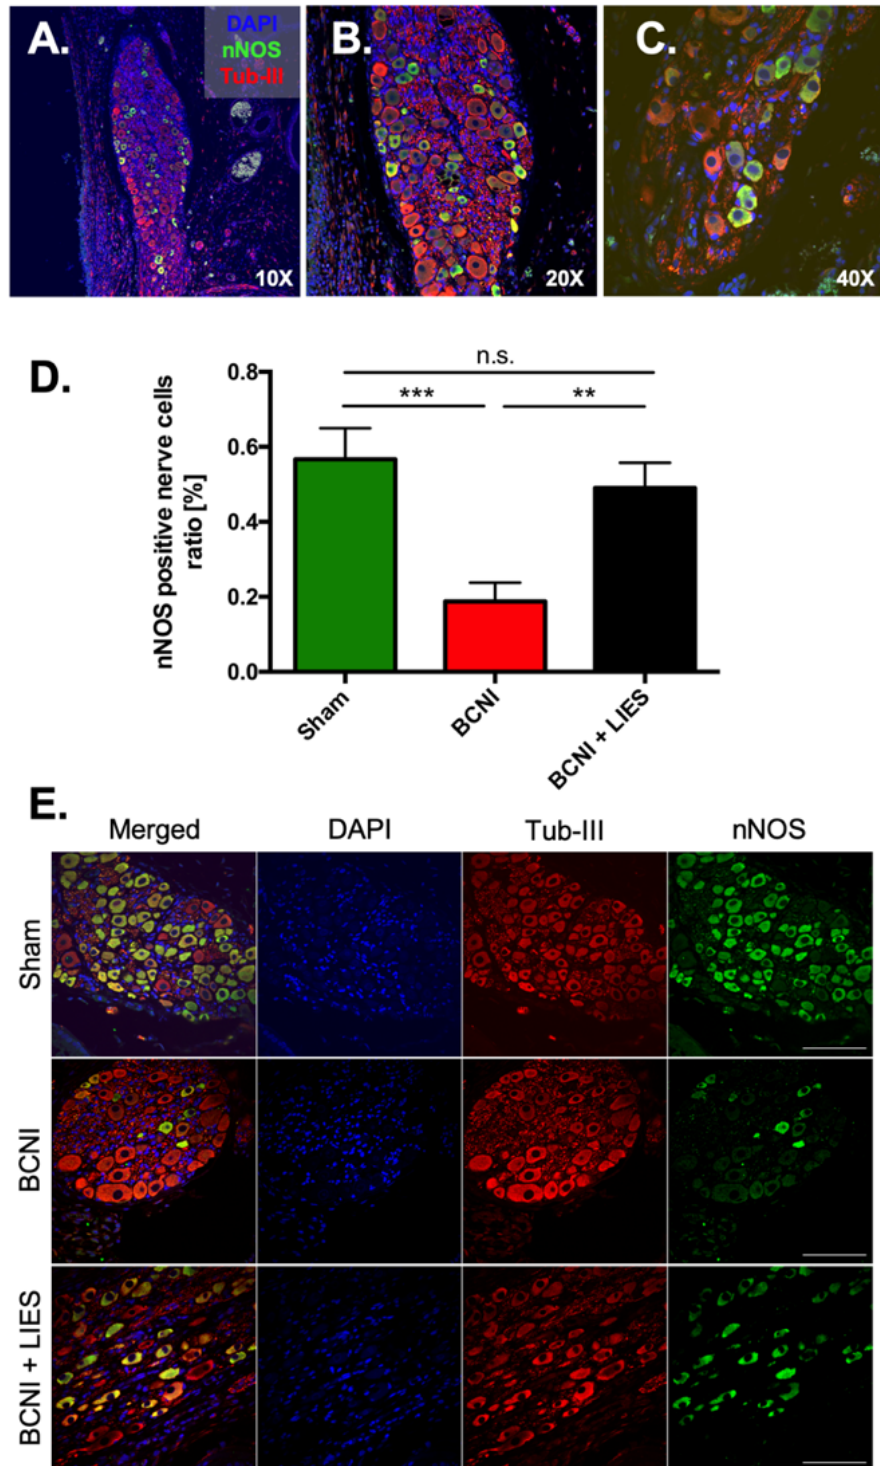 A.
DAPI
nNOS
Tub-III
10X
B.
20X
C.
40X
D.
nNOS positive nerve cells
ratio [%]
0.8
0.6
0.4
0.2
0.0
n.s.
***
**
Sham
BCNI
BCNI + LIES
E.
Merged
DAPI
Tub-III
nNOS
Sham
BCNI
BCNI + LIES